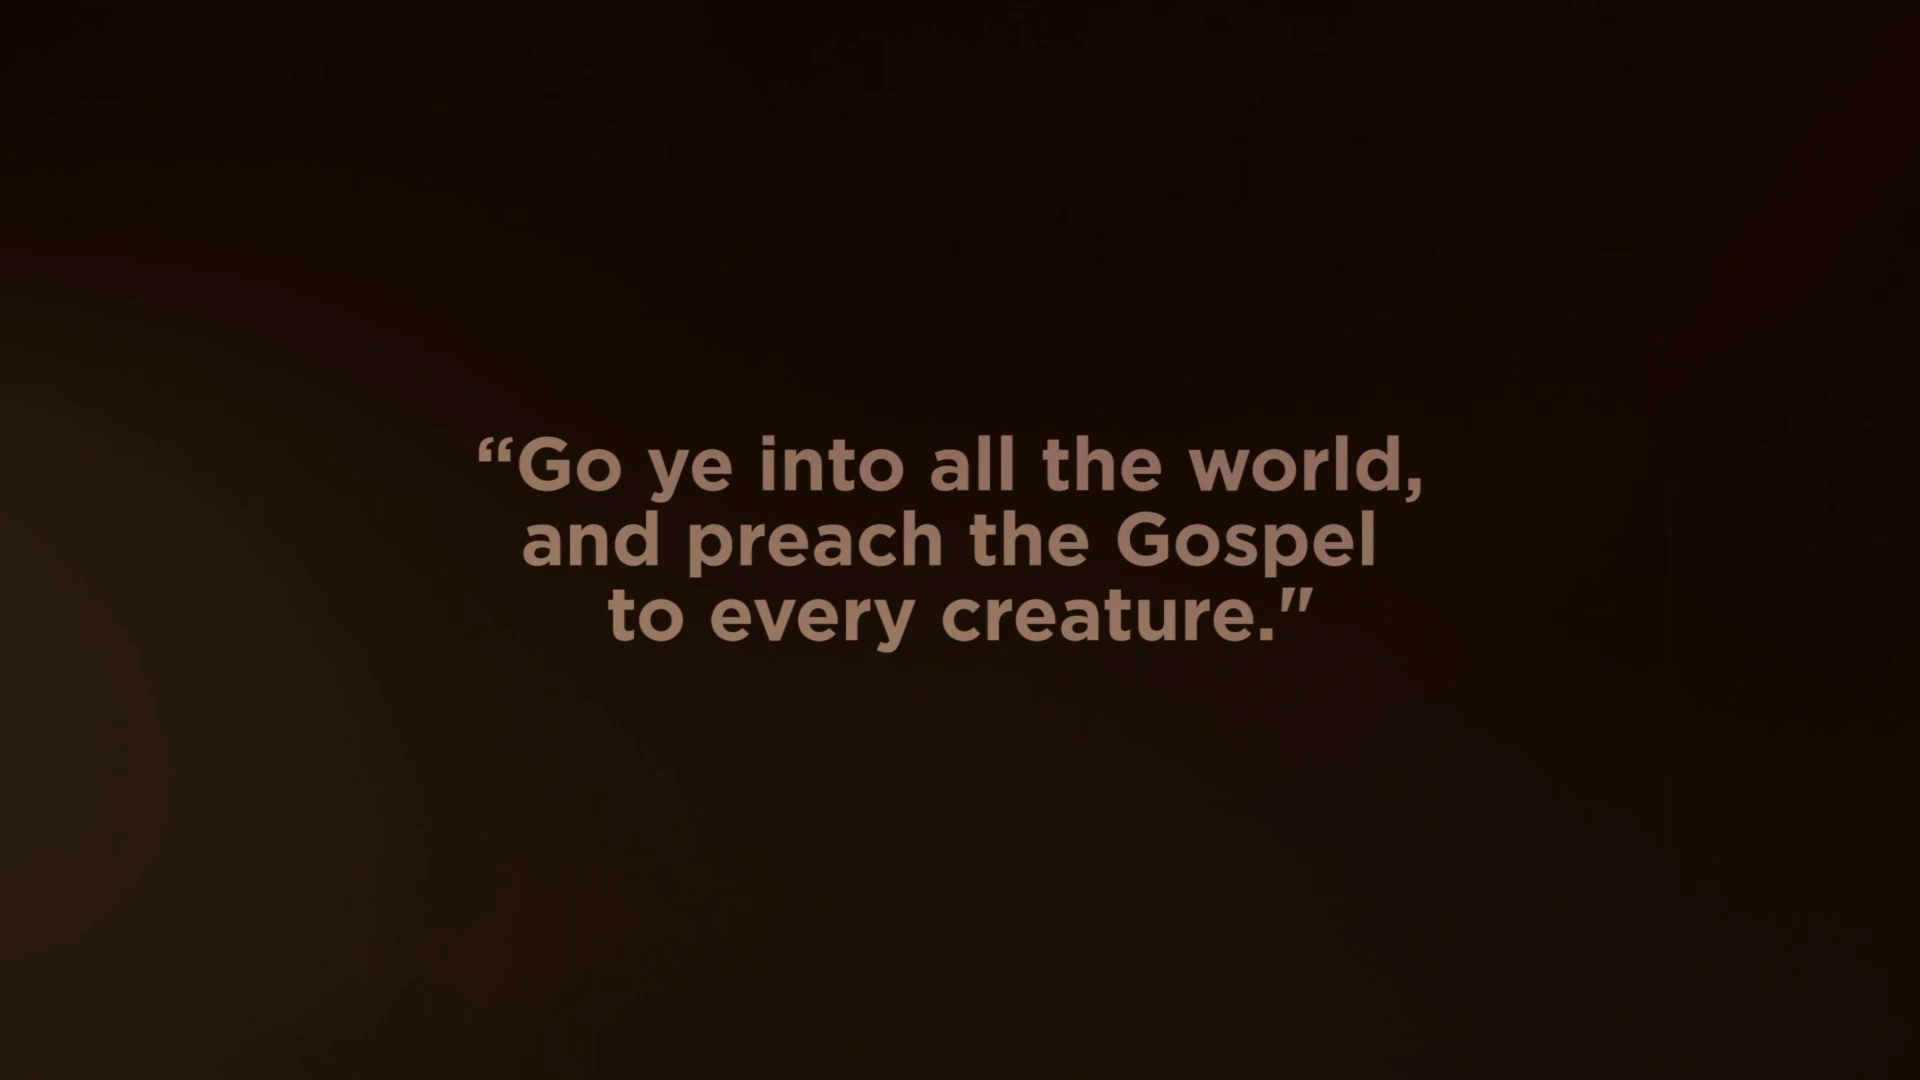 “Go ye into all the world,
and preach the Gospel
to every creature."